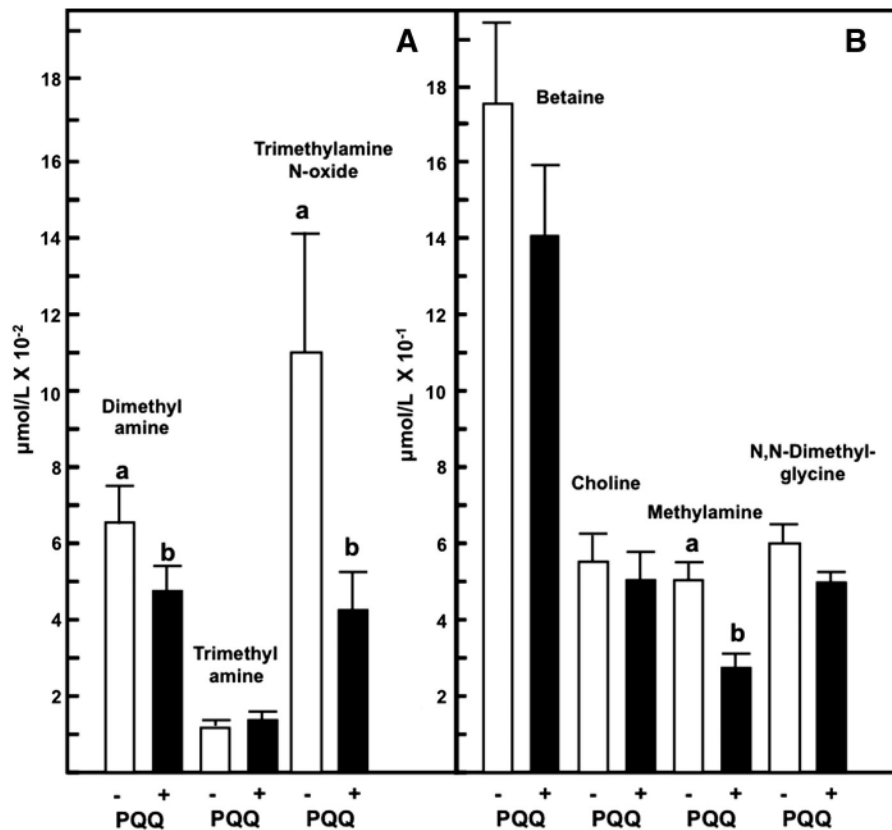 A
μmol/L X 10-2
18
16
14
12
10
8
6
4
2
Dimethyl
amine
a
b
Trimethyl
amine
Trimethylamine
N-oxide
a
b
- + - + - +
PQQ PQQ PQQ
B
μmol/L X 10-1
18
16
14
12
10
8
6
4
2
Betaine
Choline
Methylamine
a
b
N,N-Dimethyl-
glycine
- + - + - + - +
PQQ PQQ PQQ PQQ